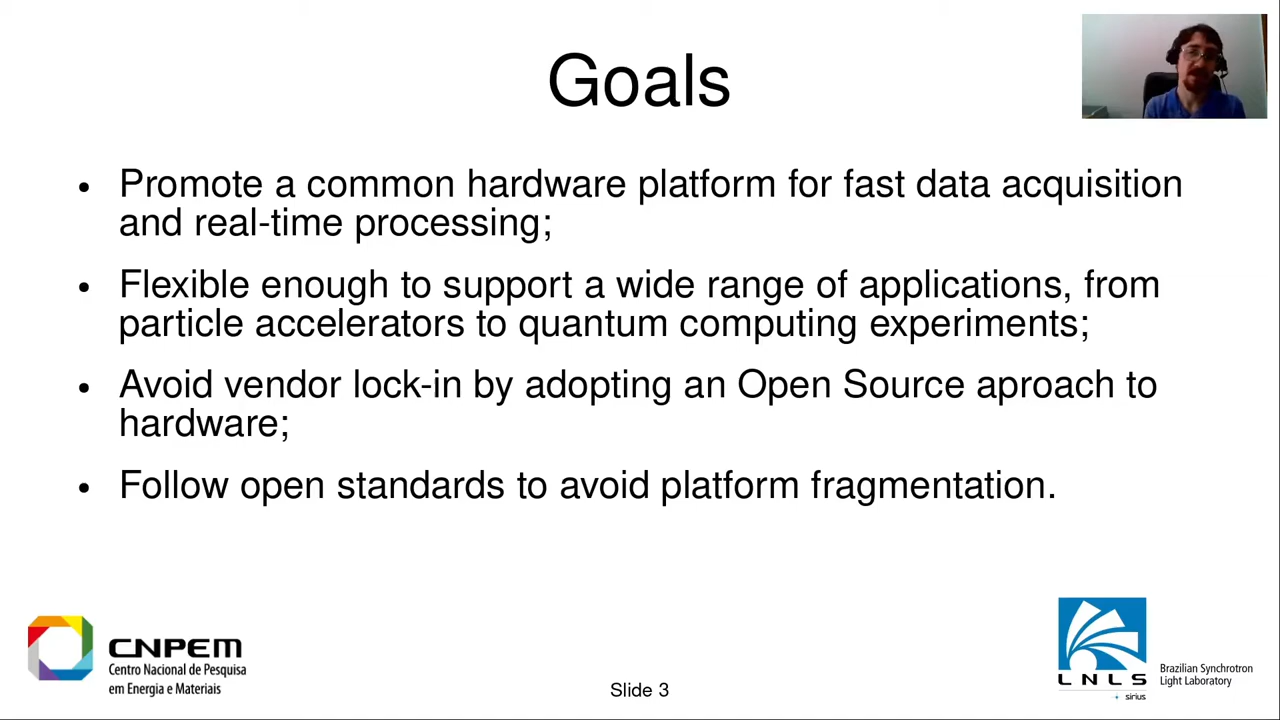 Goals
• Promote a common hardware platform for fast data acquisition
and real-time processing;
• Flexible enough to support a wide range of applications, from
particle accelerators to quantum computing experiments;
• Avoid vendor lock-in by adopting an Open Source aproach to
hardware;
• Follow open standards to avoid platform fragmentation.
CNPEM
Centro Nacional de Pesquisa
em Energia e Materiais
Slide 3
LNLS
sirius
Brazilian Synchrotron
Light Laboratory